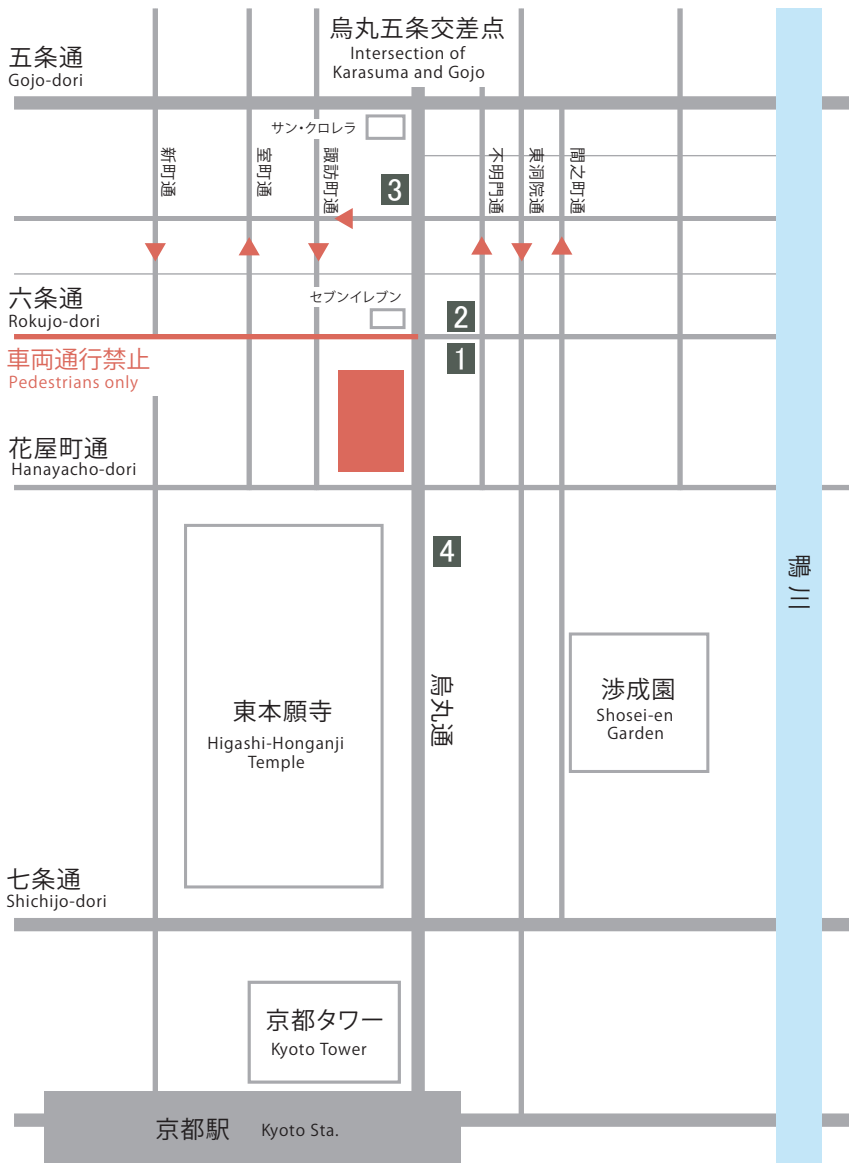 烏丸五条交差点
Intersection of
Karasuma and Gojo
五条通
Gojo-dori
サン・クロレラ
新町通
室町通
諏訪町通
3
不明門通
東洞院通
間之町通
六条通
Rokujo-dori
セブンイレブン
2
車両通行禁止
Pedestrians only
1
花屋町通
Hanayacho-dori
4
鴨川
烏丸通
東本願寺
Higashi-Honganji
Temple
渉成園
Shosei-en
Garden
七条通
Shichijo-dori
京都タワー
Kyoto Tower
京都駅 Kyoto Sta.